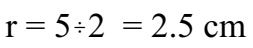 r = 5÷2 = 2.5 cm